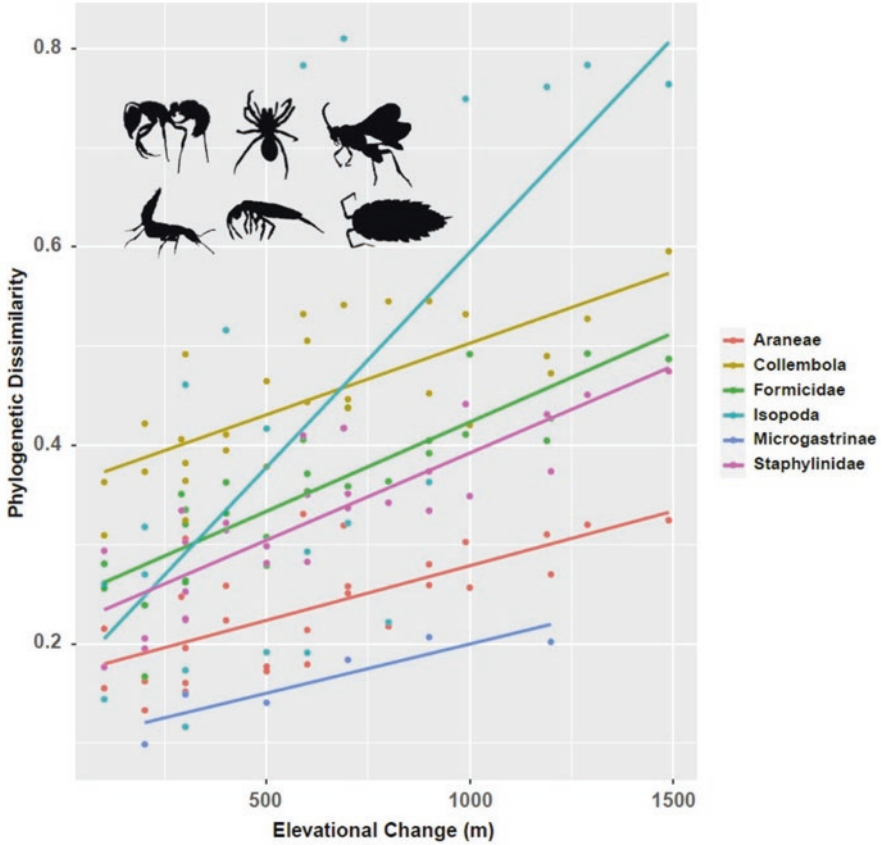 0.8
0.6
0.4
0.2
Phylogenetic Dissimilarity
500
1000
1500
Elevational Change (m)
Araneae
Collembola
Formicidae
Isopoda
Microgastrinae
Staphylinidae